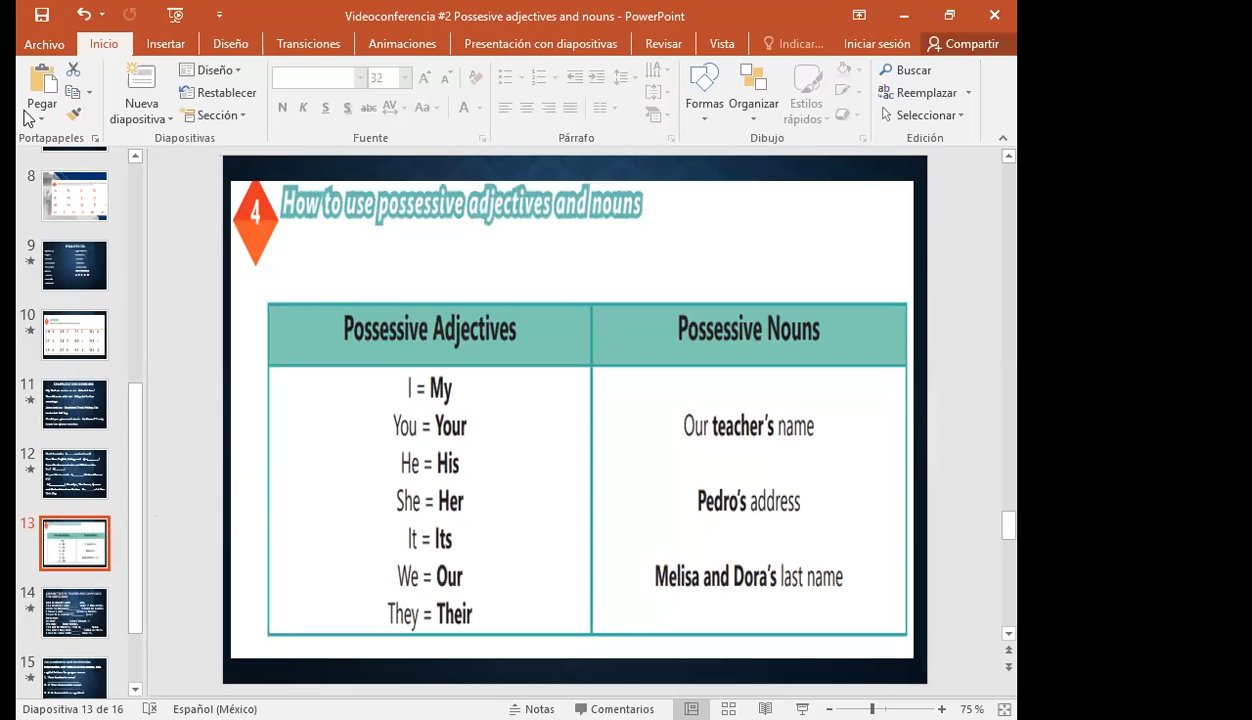 Videoconferencia #2 Possesive adjectives and nouns - PowerPoint
Archivo Inicio Insertar Diseño Transiciones Animaciones Presentación con diapositivas Revisar Vista Indicar... Iniciar sesión Compartir
Pegar
Nueva diapositiva
Diseño
Restablecer
Sección
32
N K S S abc AV Aa A
Formas
Organizar
Estilos rápidos
Buscar
Reemplazar
Seleccionar
Portapapeles Diapositivas Fuente Párrafo Dibujo Edición
8
9
10
11
12
13
14
15
4
How to use possessive adjectives and nouns
Possessive Adjectives
I = My
You = Your
He = His
She = Her
It = Its
We = Our
They = Their
Possessive Nouns
Our teacher's name
Pedro's address
Melisa and Dora's last name
Diapositiva 13 de 16 Español (México) Notas Comentarios 75 %